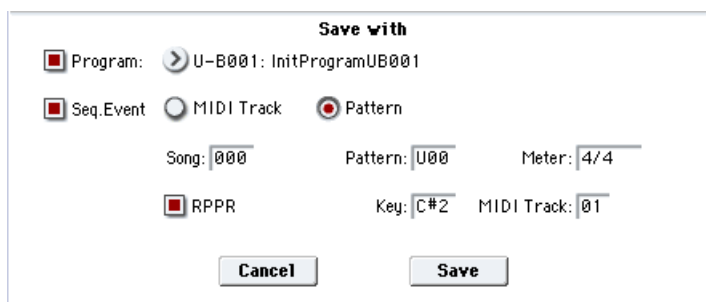 Save with
Program: U-B001: InitProgramUB001
Seq.Event MIDI Track Pattern
Song: 000 Pattern: U00 Meter: 4/4
RPPR Key: C#2 MIDI Track: 01
Cancel Save